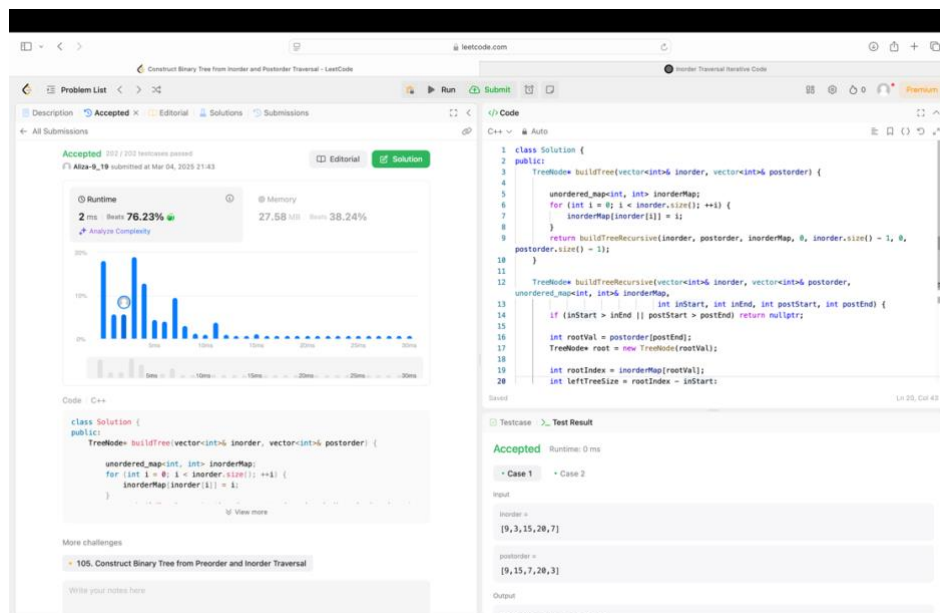 leetcode.com
Construct Binary Tree from Inorder and Postorder Traversal - LeetCode
Inorder Traversal Iterative Code
Problem List
Run
Submit
0
Premium
Description
Accepted
Editorial
Solutions
Submissions
All Submissions
Accepted 202 / 202 testcases passed
Aliza-9_19 submitted at Mar 04, 2025 21:43
Editorial
Solution
Runtime
2 ms Beats 76.23%
Analyze Complexity
Memory
27.58 MB Beats 38.24%
20%
10%
0%
5ms 10ms 15ms 20ms 25ms 30ms
5ms 10ms 15ms 20ms 25ms 30ms
Code C++
class Solution {
public:
TreeNode* buildTree(vector<int>& inorder, vector<int>& postorder) {
unordered_map<int, int> inorderMap;
for (int i = 0; i < inorder.size(); ++i) {
inorderMap[inorder[i]] = i;
}
View more
More challenges
105. Construct Binary Tree from Preorder and Inorder Traversal
Write your notes here
</> Code
C++ Auto
1 class Solution {
2 public:
3 TreeNode* buildTree(vector<int>& inorder, vector<int>& postorder) {
4
5 unordered_map<int, int> inorderMap;
6 for (int i = 0; i < inorder.size(); ++i) {
7 inorderMap[inorder[i]] = i;
8 }
9 return buildTreeRecursive(inorder, postorder, inorderMap, 0, inorder.size() - 1, 0,
postorder.size() - 1);
10 }
11
12 TreeNode* buildTreeRecursive(vector<int>& inorder, vector<int>& postorder,
unordered_map<int, int>& inorderMap,
13 int inStart, int inEnd, int postStart, int postEnd) {
14 if (inStart > inEnd || postStart > postEnd) return nullptr;
15
16 int rootVal = postorder[postEnd];
17 TreeNode* root = new TreeNode(rootVal);
18
19 int rootIndex = inorderMap[rootVal];
20 int leftTreeSize = rootIndex - inStart;
Saved
Ln 20, Col 43
Testcase
Test Result
Accepted Runtime: 0 ms
Case 1
Case 2
Input
inorder =
[9,3,15,20,7]
postorder =
[9,15,7,20,3]
Output